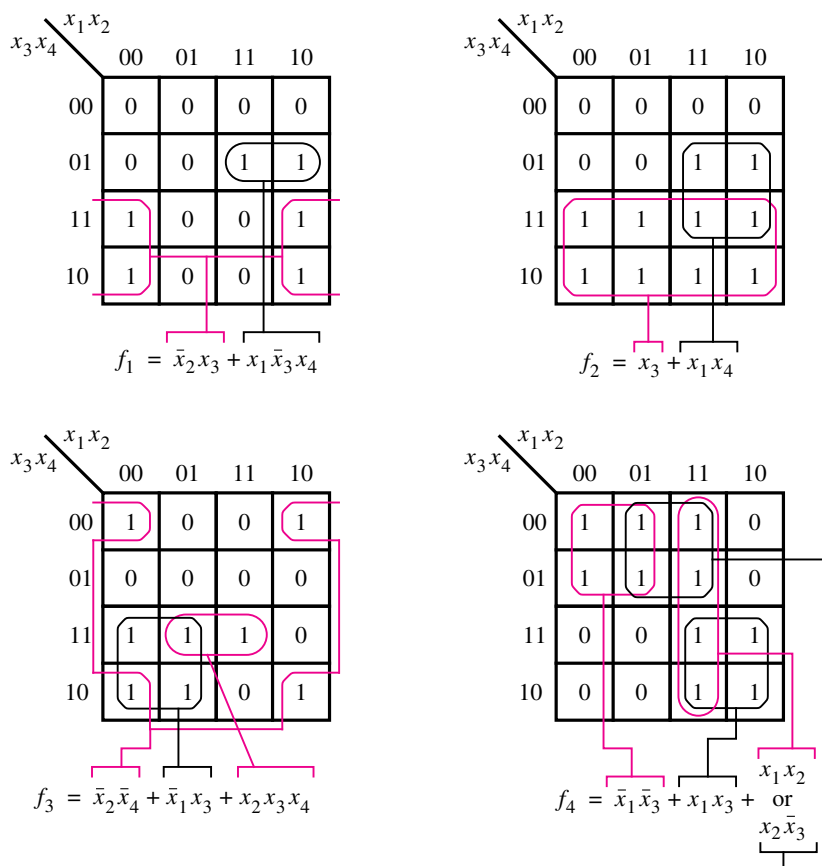 x₁x₂
x₃x₄
00 01 11 10
00 0 0 0 0
01 0 0 1 1
11 1 0 0 1
10 1 0 0 1
f₁ = x̄₂x₃ + x₁x̄₃x₄
x₁x₂
x₃x₄
00 01 11 10
00 0 0 0 0
01 0 0 1 1
11 1 1 1 1
10 1 1 1 1
f₂ = x₃ + x₁x₄
x₁x₂
x₃x₄
00 01 11 10
00 1 0 0 1
01 0 0 0 0
11 1 1 1 0
10 1 1 0 1
f₃ = x̄₂x̄₄ + x̄₁x₃ + x₂x₃x₄
x₁x₂
x₃x₄
00 01 11 10
00 1 1 1 0
01 1 1 1 0
11 0 0 1 1
10 0 0 1 1
x₁x₂
f₄ = x̄₁x̄₃ + x₁x₃ + or
x₂x̄₃